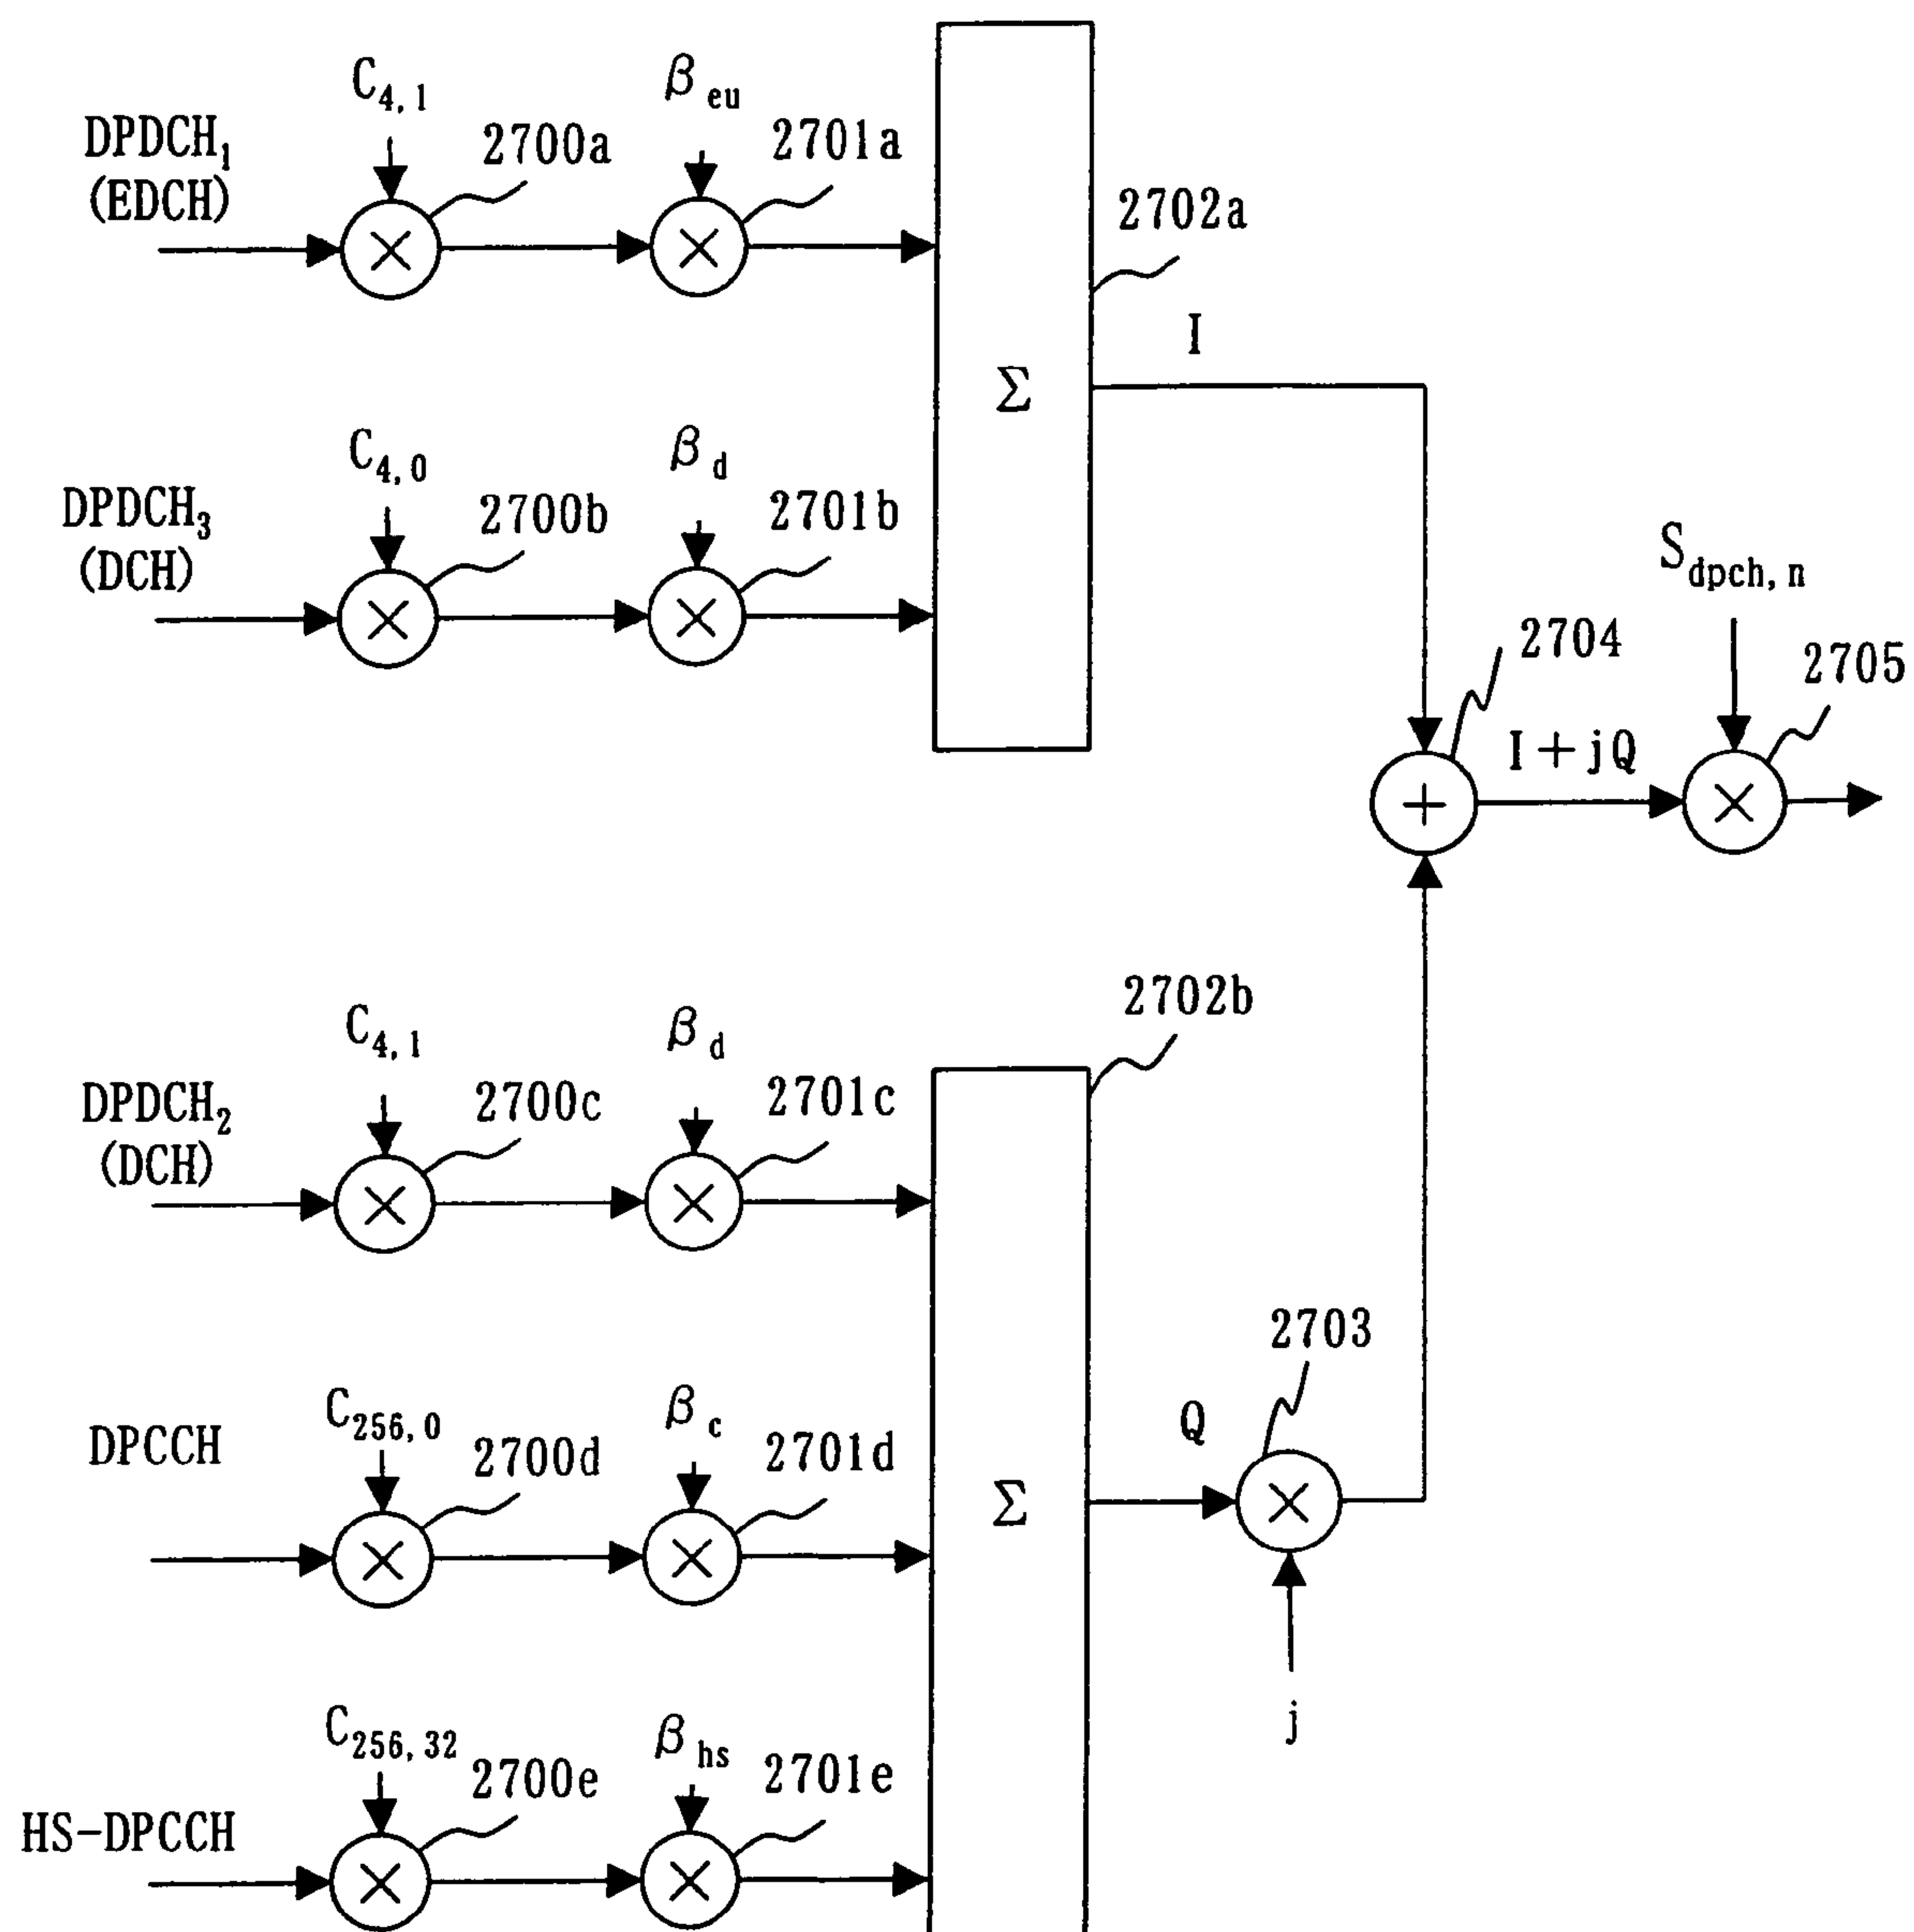 C4,1
βeu
DPDCH1
(EDCH)
2700a
2701a
2702a
I
Σ
C4,0
βd
DPDCH3
(DCH)
2700b
2701b
Sdpch,n
2704
2705
I+jQ
C4,1
βd
2702b
DPDCH2
(DCH)
2700c
2701c
2703
C256,0
βc
Q
DPCCH
2700d
2701d
Σ
j
C256,32
βhs
2700e
2701e
HS-DPCCH